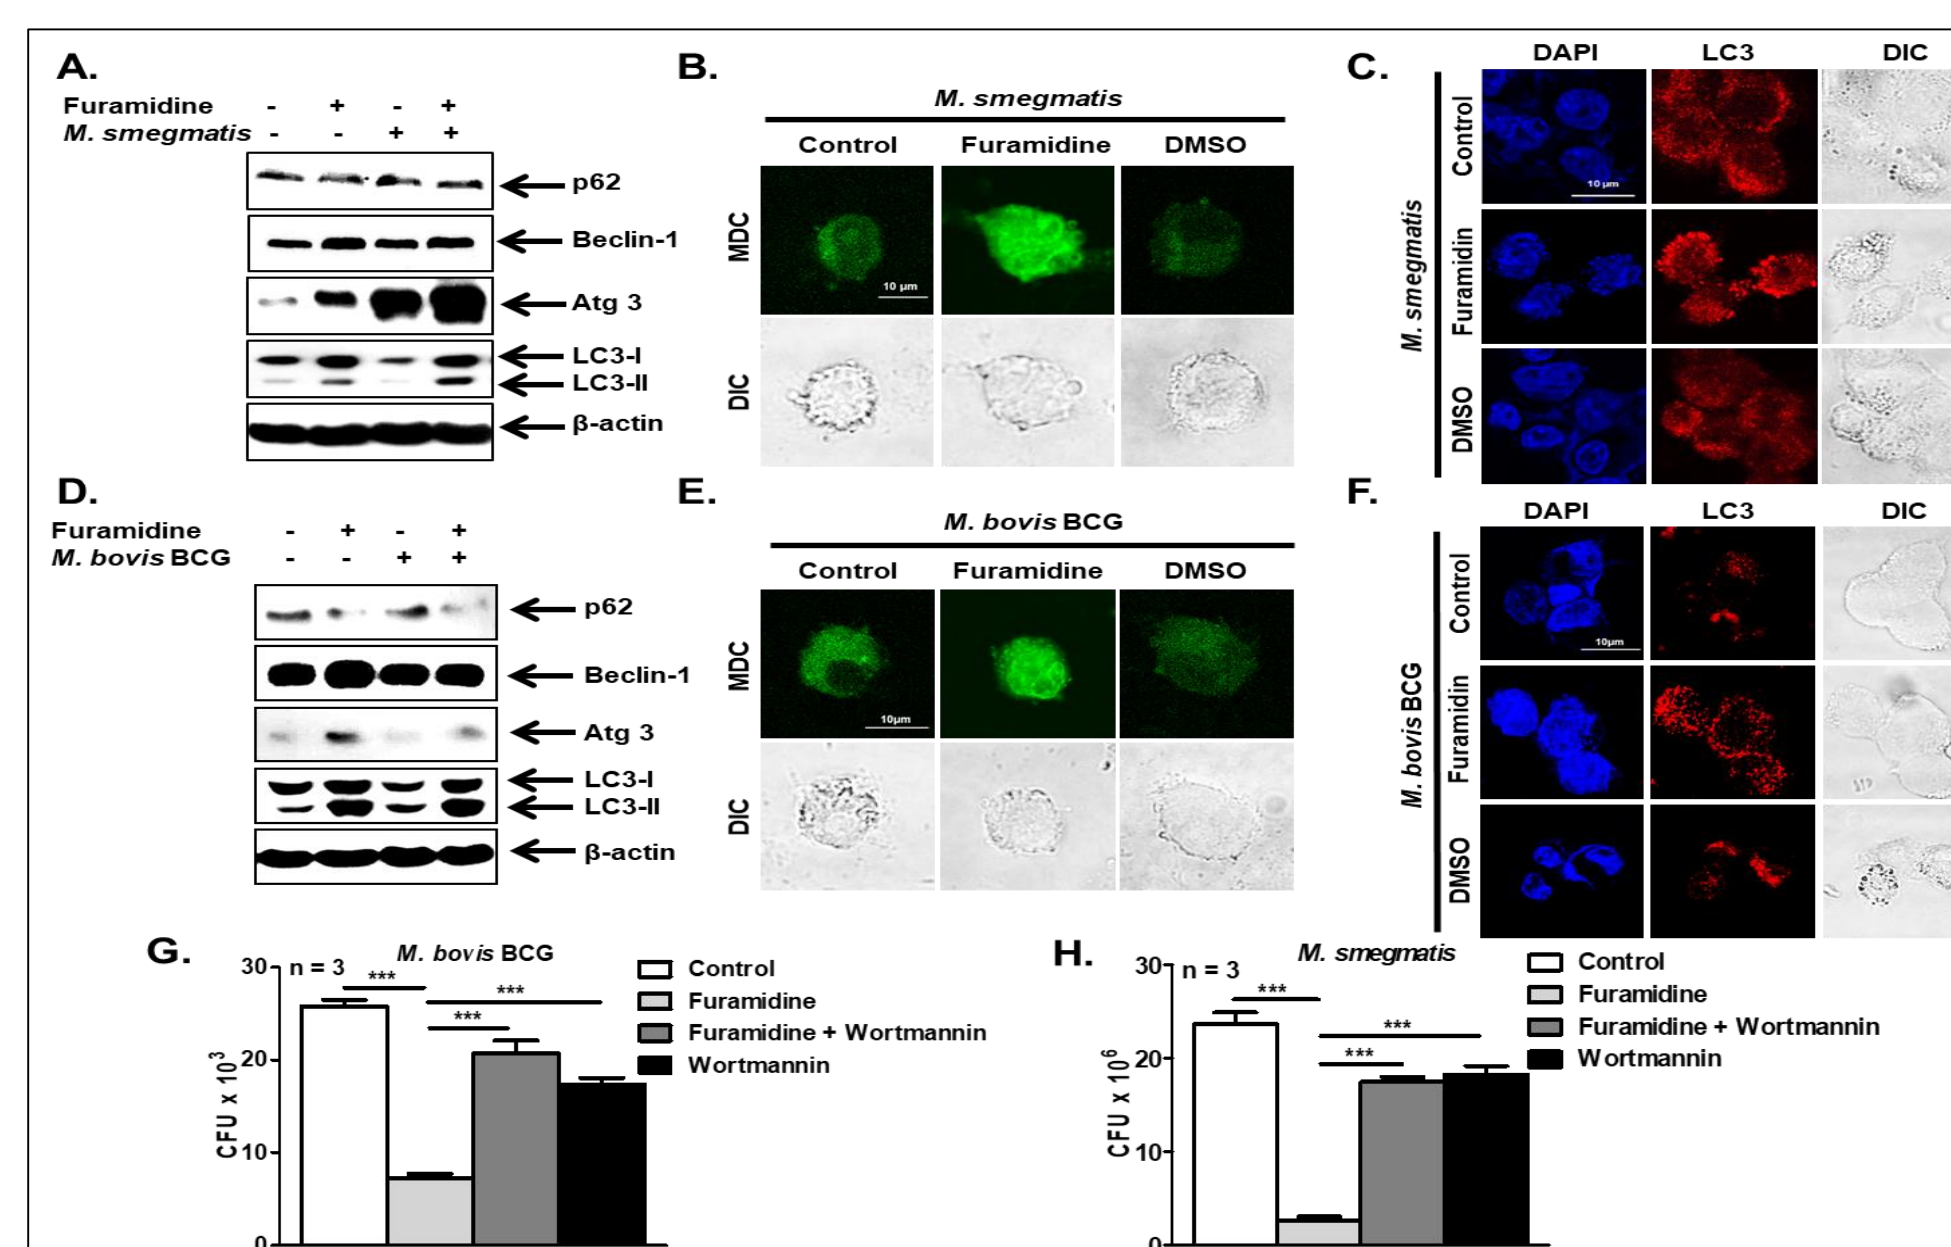 A.
Furamidine - + - +
M. smegmatis - - + +
p62
Beclin-1
Atg 3
LC3-I
LC3-II
β-actin
B.
M. smegmatis
Control Furamidine DMSO
MDC
10 µm
DIC
C.
DAPI LC3 DIC
M. smegmatis
Control
10 µm
Furamidin
DMSO
D.
Furamidine - + - +
M. bovis BCG - - + +
p62
Beclin-1
Atg 3
LC3-I
LC3-II
β-actin
E.
M. bovis BCG
Control Furamidine DMSO
MDC
10µm
DIC
F.
DAPI LC3 DIC
M. bovis BCG
Control
10µm
Furamidin
DMSO
G.
M. bovis BCG
n = 3
***
***
***
CFU x 10³
30
20
10
0
Control
Furamidine
Furamidine + Wortmannin
Wortmannin
H.
M. smegmatis
n = 3
***
***
***
CFU x 10⁶
30
20
10
0
Control
Furamidine
Furamidine + Wortmannin
Wortmannin